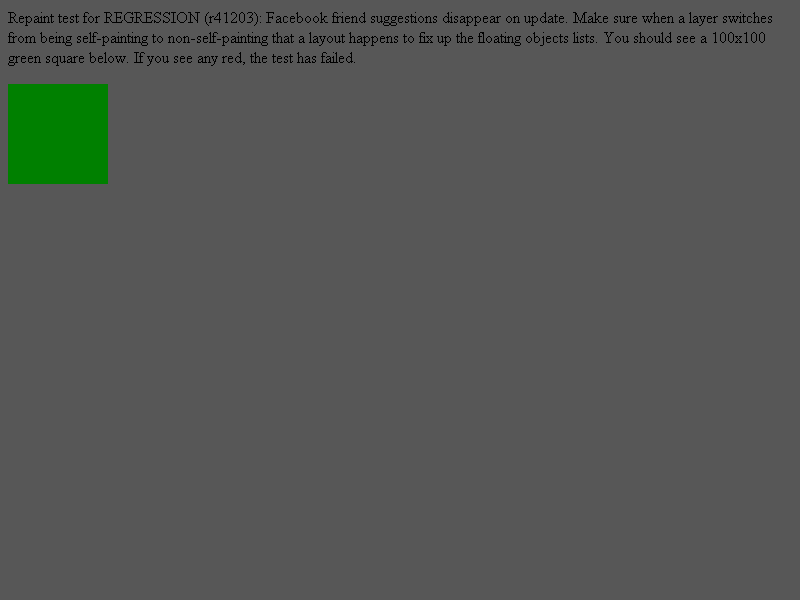 Repaint test for REGRESSION (r41203): Facebook friend suggestions disappear on update. Make sure when a layer switches
from being self-painting to non-self-painting that a layout happens to fix up the floating objects lists. You should see a 100x100
green square below. If you see any red, the test has failed.